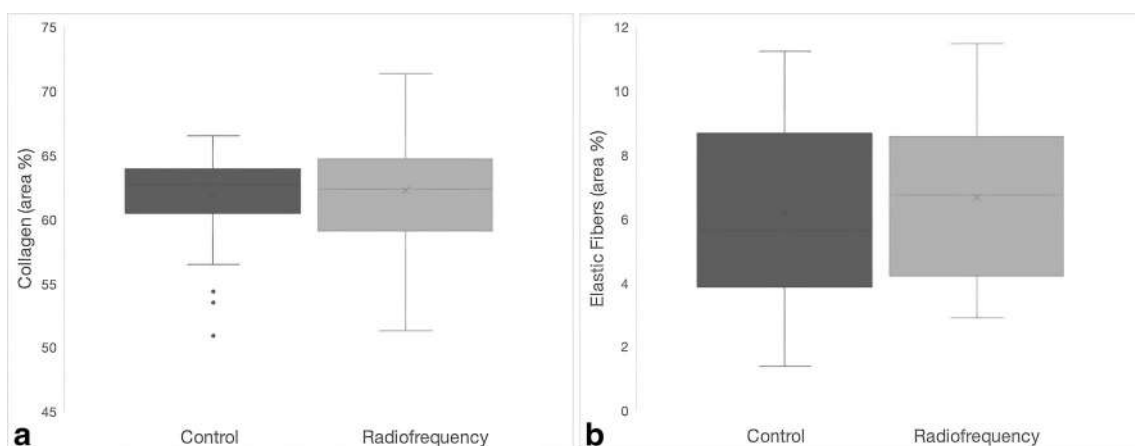 75
70
65
60
55
50
45
Collagen (area %)
Control
Radiofrequency
a
12
10
8
6
4
2
0
Elastic Fibers (area %)
Control
Radiofrequency
b